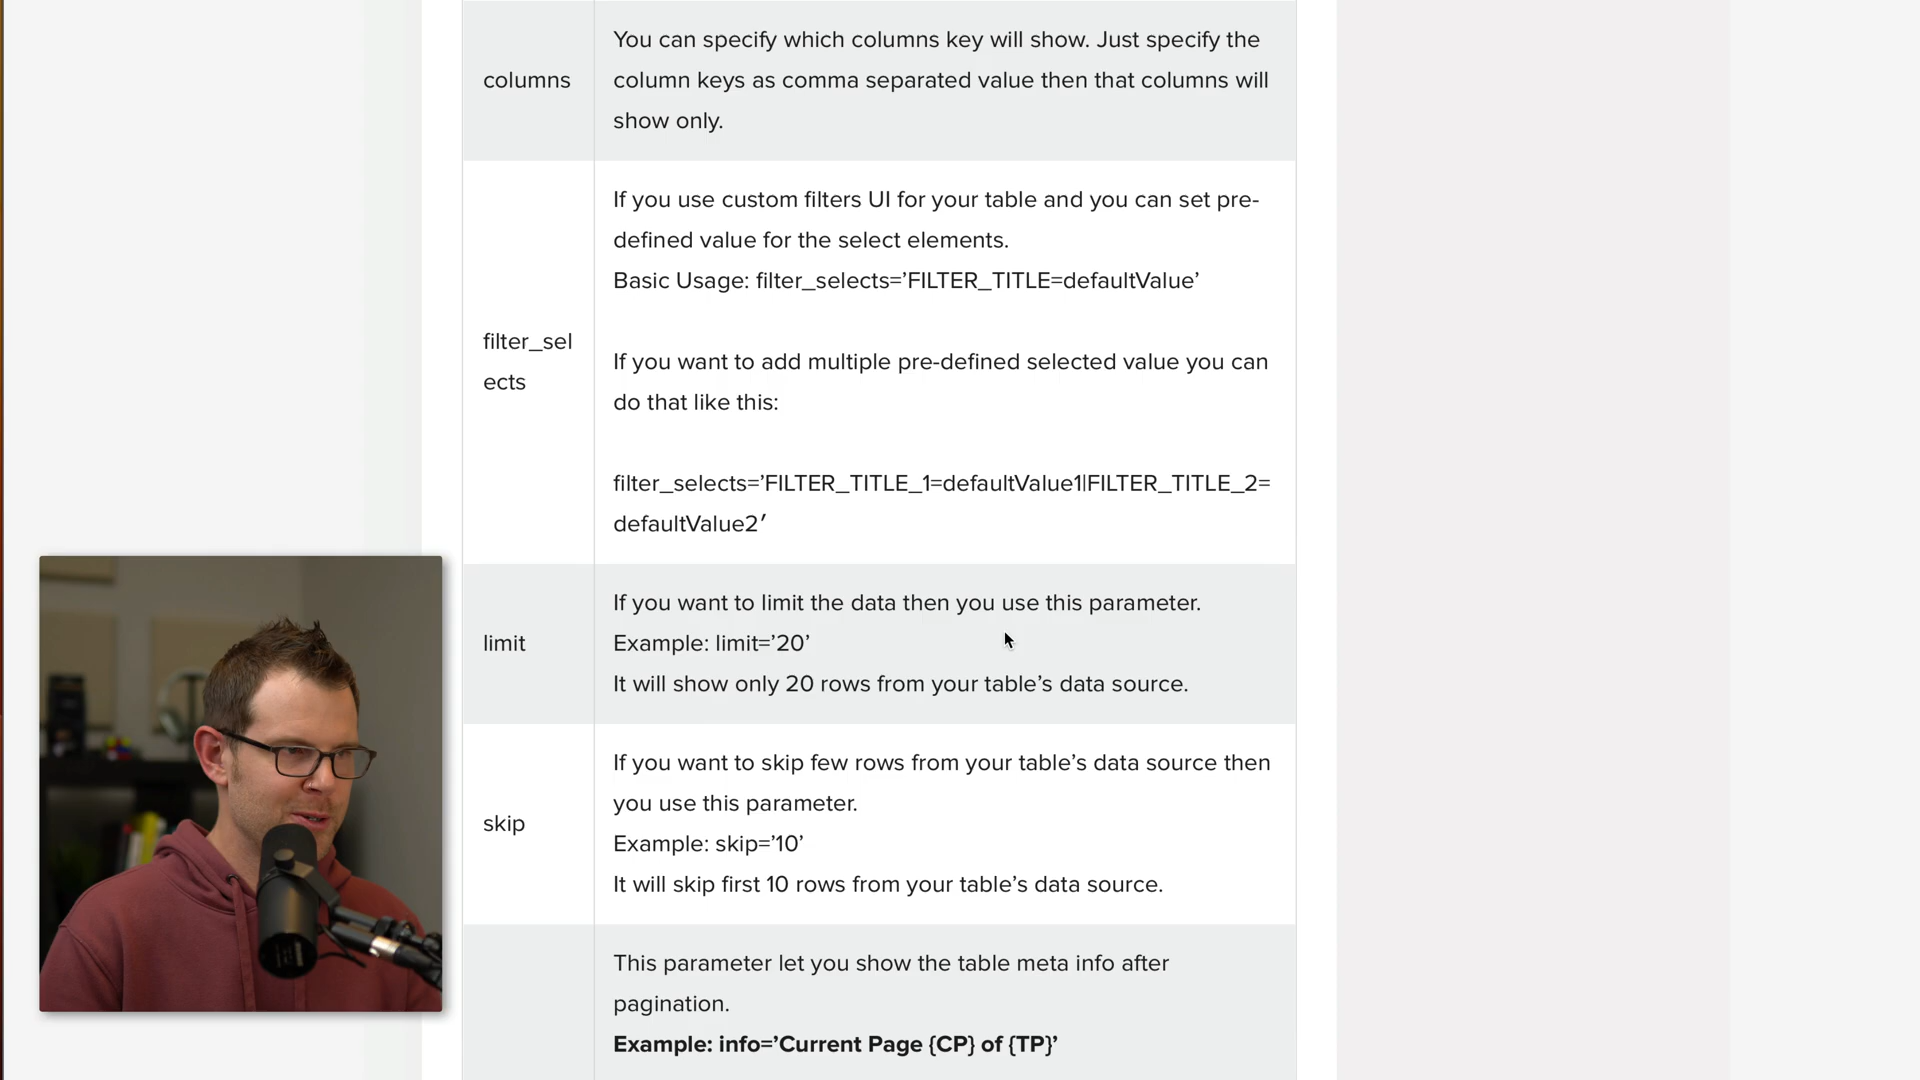 columns
You can specify which columns key will show. Just specify the
column keys as comma separated value then that columns will
show only.
filter_sel
ects
If you use custom filters UI for your table and you can set pre-
defined value for the select elements.
Basic Usage: filter_selects=’FILTER_TITLE=defaultValue’
If you want to add multiple pre-defined selected value you can
do that like this:
filter_selects=’FILTER_TITLE_1=defaultValue1|FILTER_TITLE_2=
defaultValue2′
limit
If you want to limit the data then you use this parameter.
Example: limit=’20’
It will show only 20 rows from your table’s data source.
skip
If you want to skip few rows from your table’s data source then
you use this parameter.
Example: skip=’10’
It will skip first 10 rows from your table’s data source.
This parameter let you show the table meta info after
pagination.
Example: info=’Current Page {CP} of {TP}’